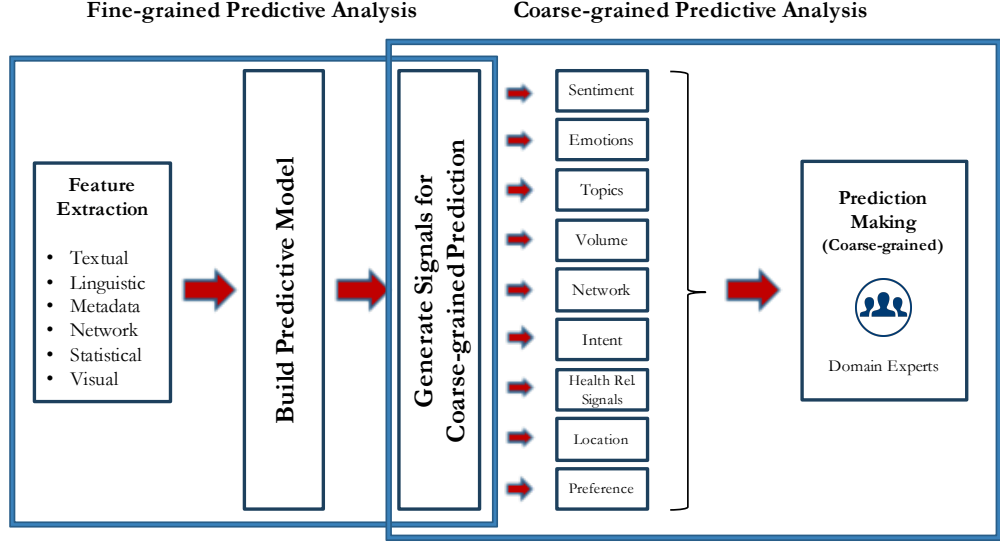 Fine-grained Predictive Analysis
Coarse-grained Predictive Analysis
Feature
Extraction
• Textual
• Linguistic
• Metadata
• Network
• Statistical
• Visual
Build Predictive Model
Generate Signals for
Coarse-grained Prediction
Sentiment
Emotions
Topics
Volume
Network
Intent
Health Rel.
Signals
Location
Preference
Prediction
Making
(Coarse-grained)
Domain Experts